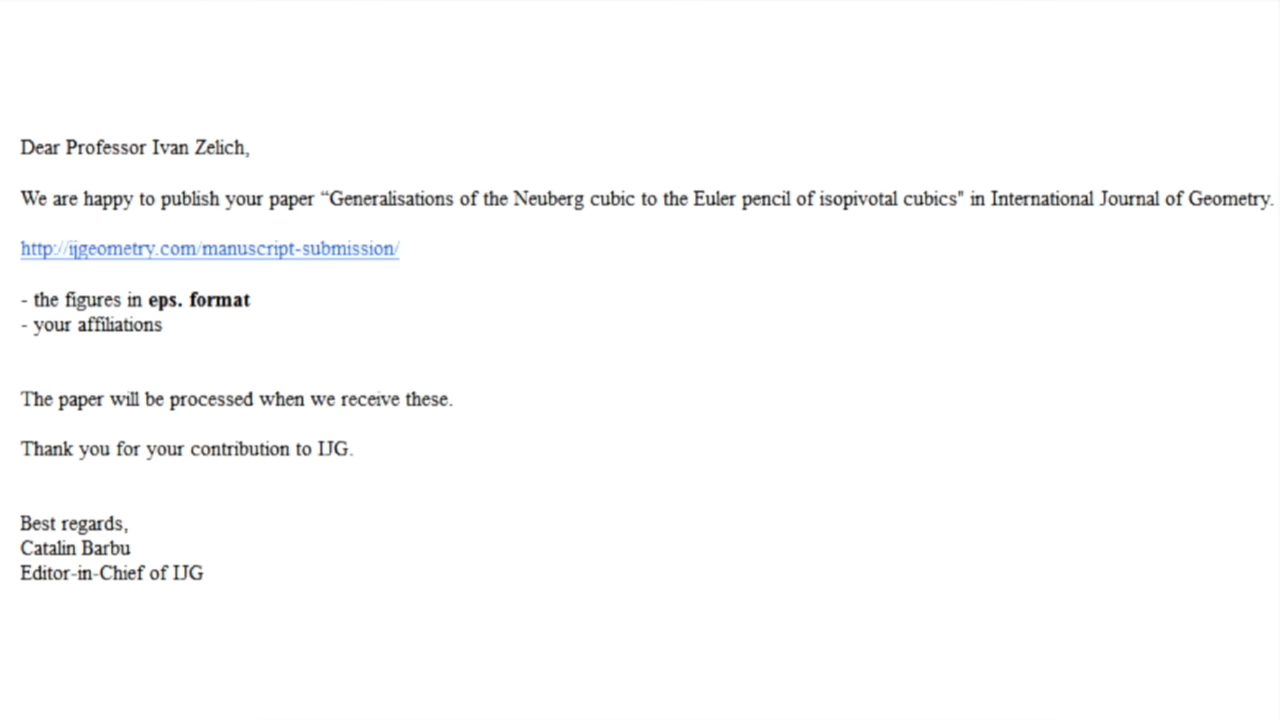 Dear Professor Ivan Zelich,
We are happy to publish your paper “Generalisations of the Neuberg cubic to the Euler pencil of isopivotal cubics" in International Journal of Geometry.
http://ijgeometry.com/manuscript-submission/
- the figures in eps. format
- your affiliations
The paper will be processed when we receive these.
Thank you for your contribution to IJG.
Best regards,
Catalin Barbu
Editor-in-Chief of IJG